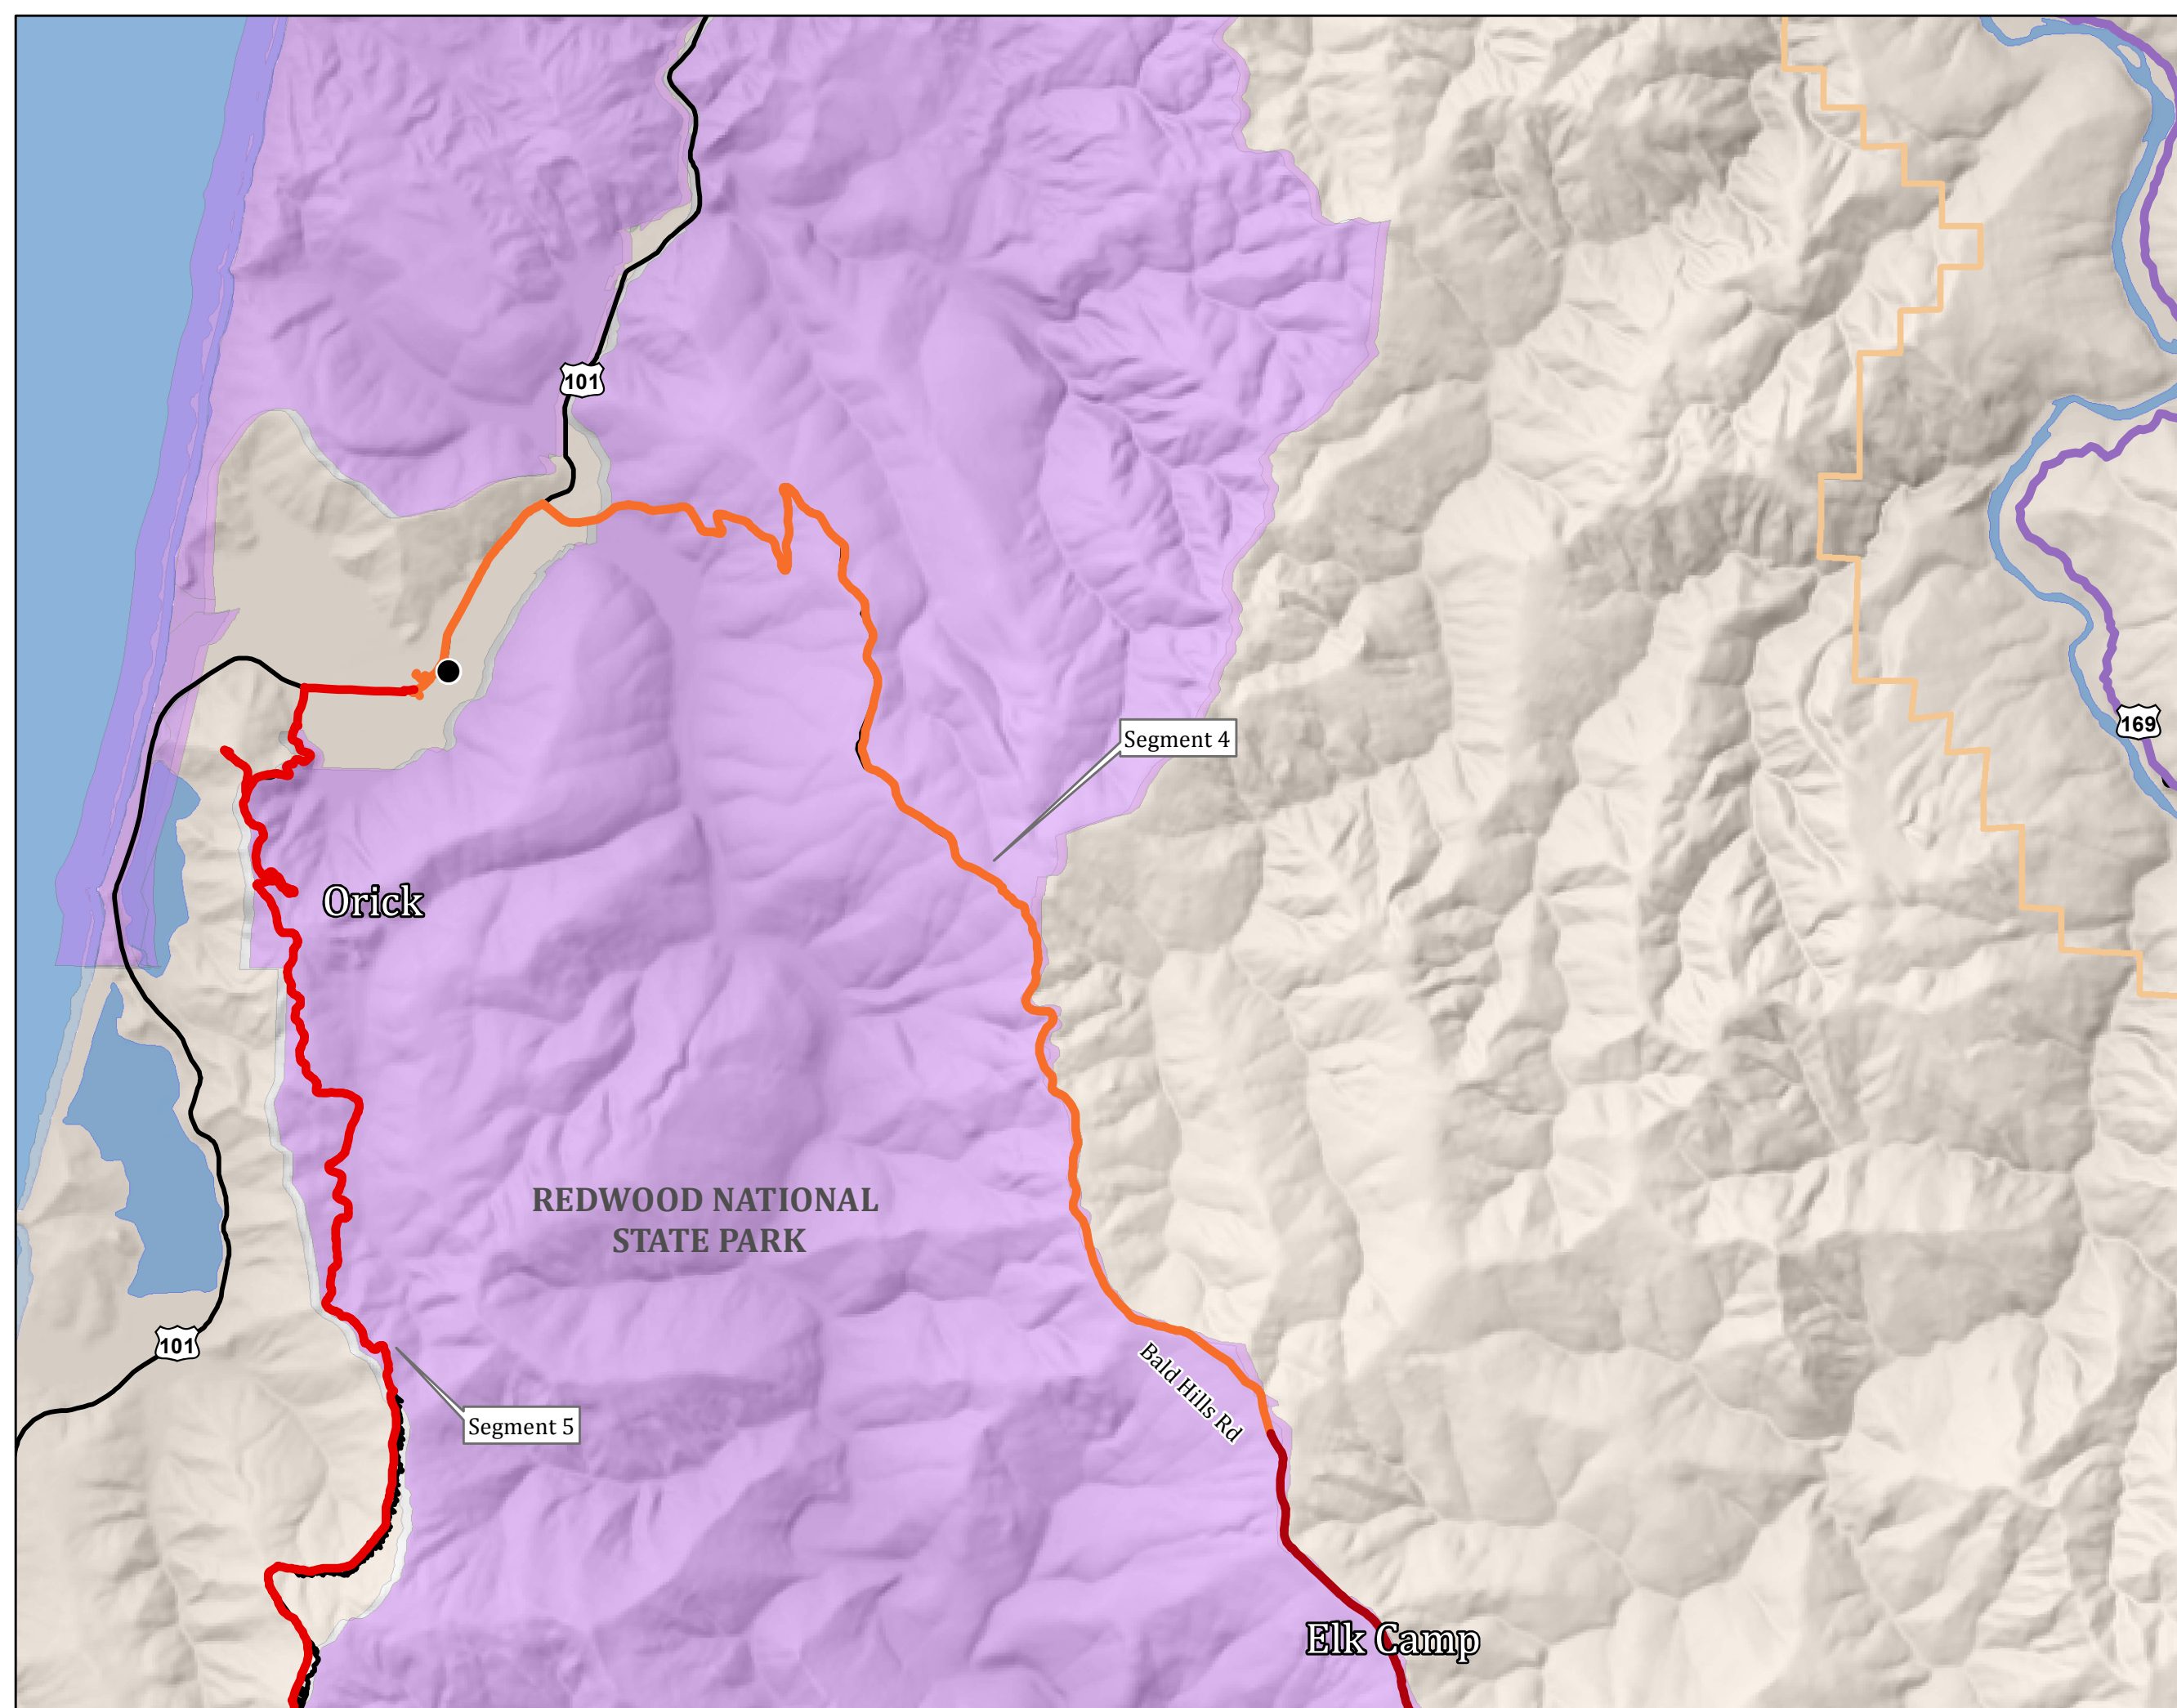 101
169
Segment 4
Orick
REDWOOD NATIONAL
STATE PARK
101
Bald Hills Rd
Segment 5
Elk Camp